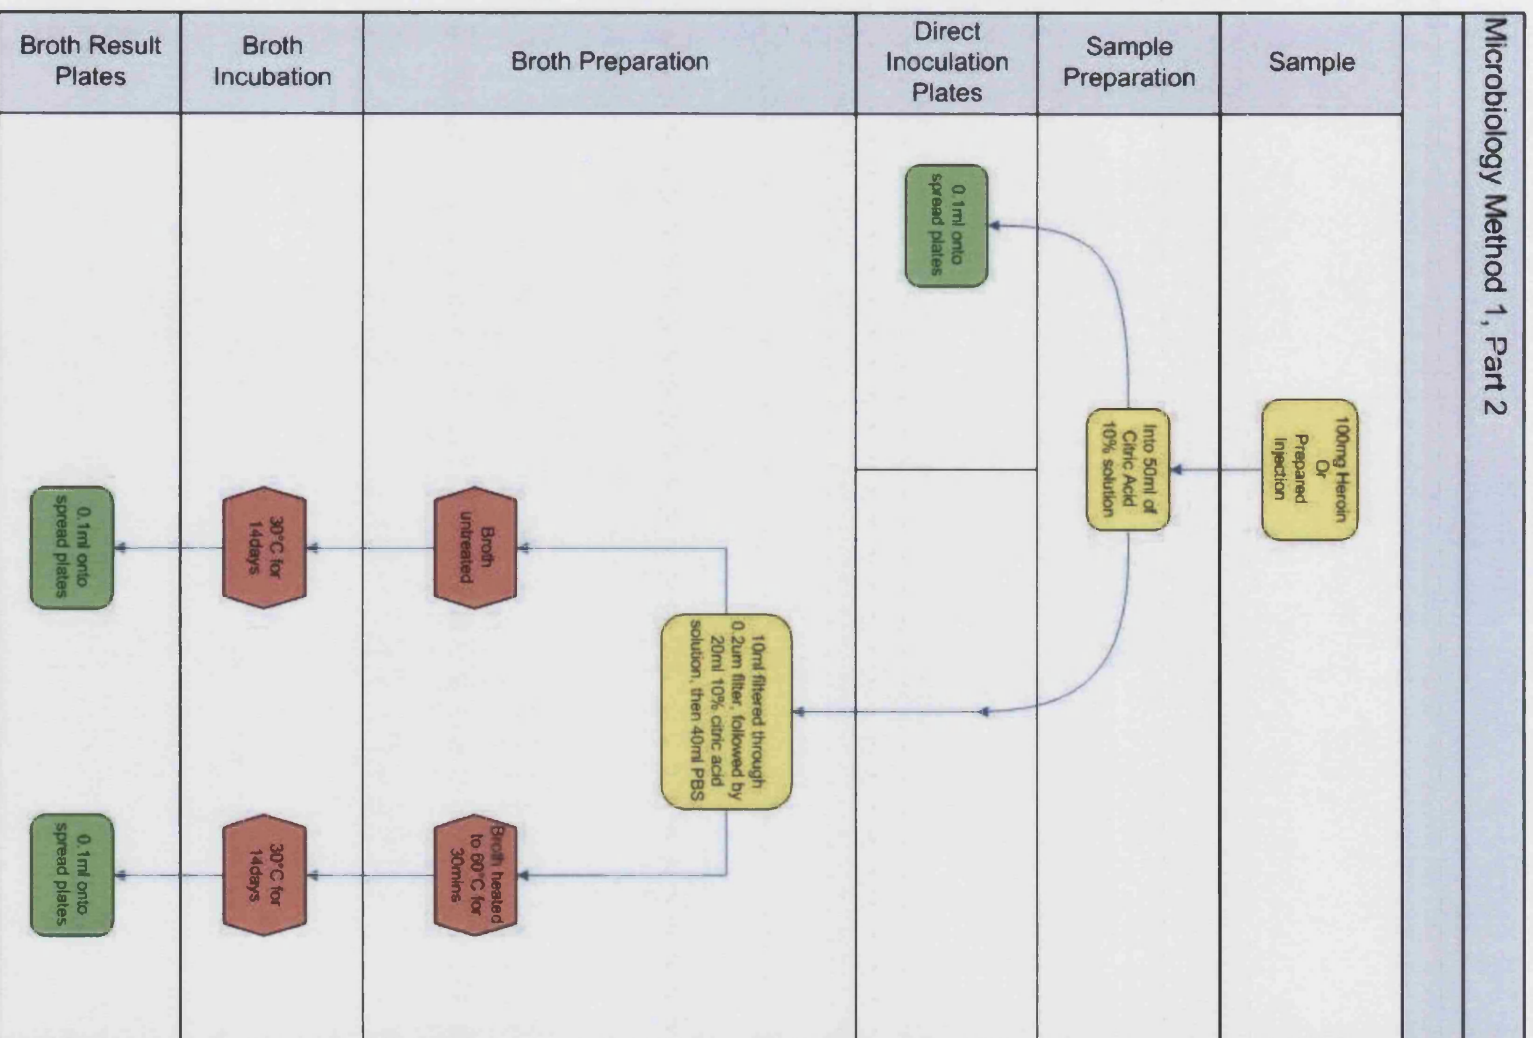 Microbiology Method 1, Part 2
Sample
Sample
Preparation
Direct
Inoculation
Plates
Broth Preparation
Broth
Incubation
Broth Result
Plates
100mg Heroin
Or
Prepared
Injection
Into 50ml of
Citric Acid
10% solution
0.1ml onto
spread plates
10ml filtered through
0.2um filter, followed by
20ml 10% citric acid
solution, then 40ml PBS
Broth
untreated
Broth heated
to 60°C for
30mins
30°C for
14days
30°C for
14days
0.1ml onto
spread plates
0.1ml onto
spread plates